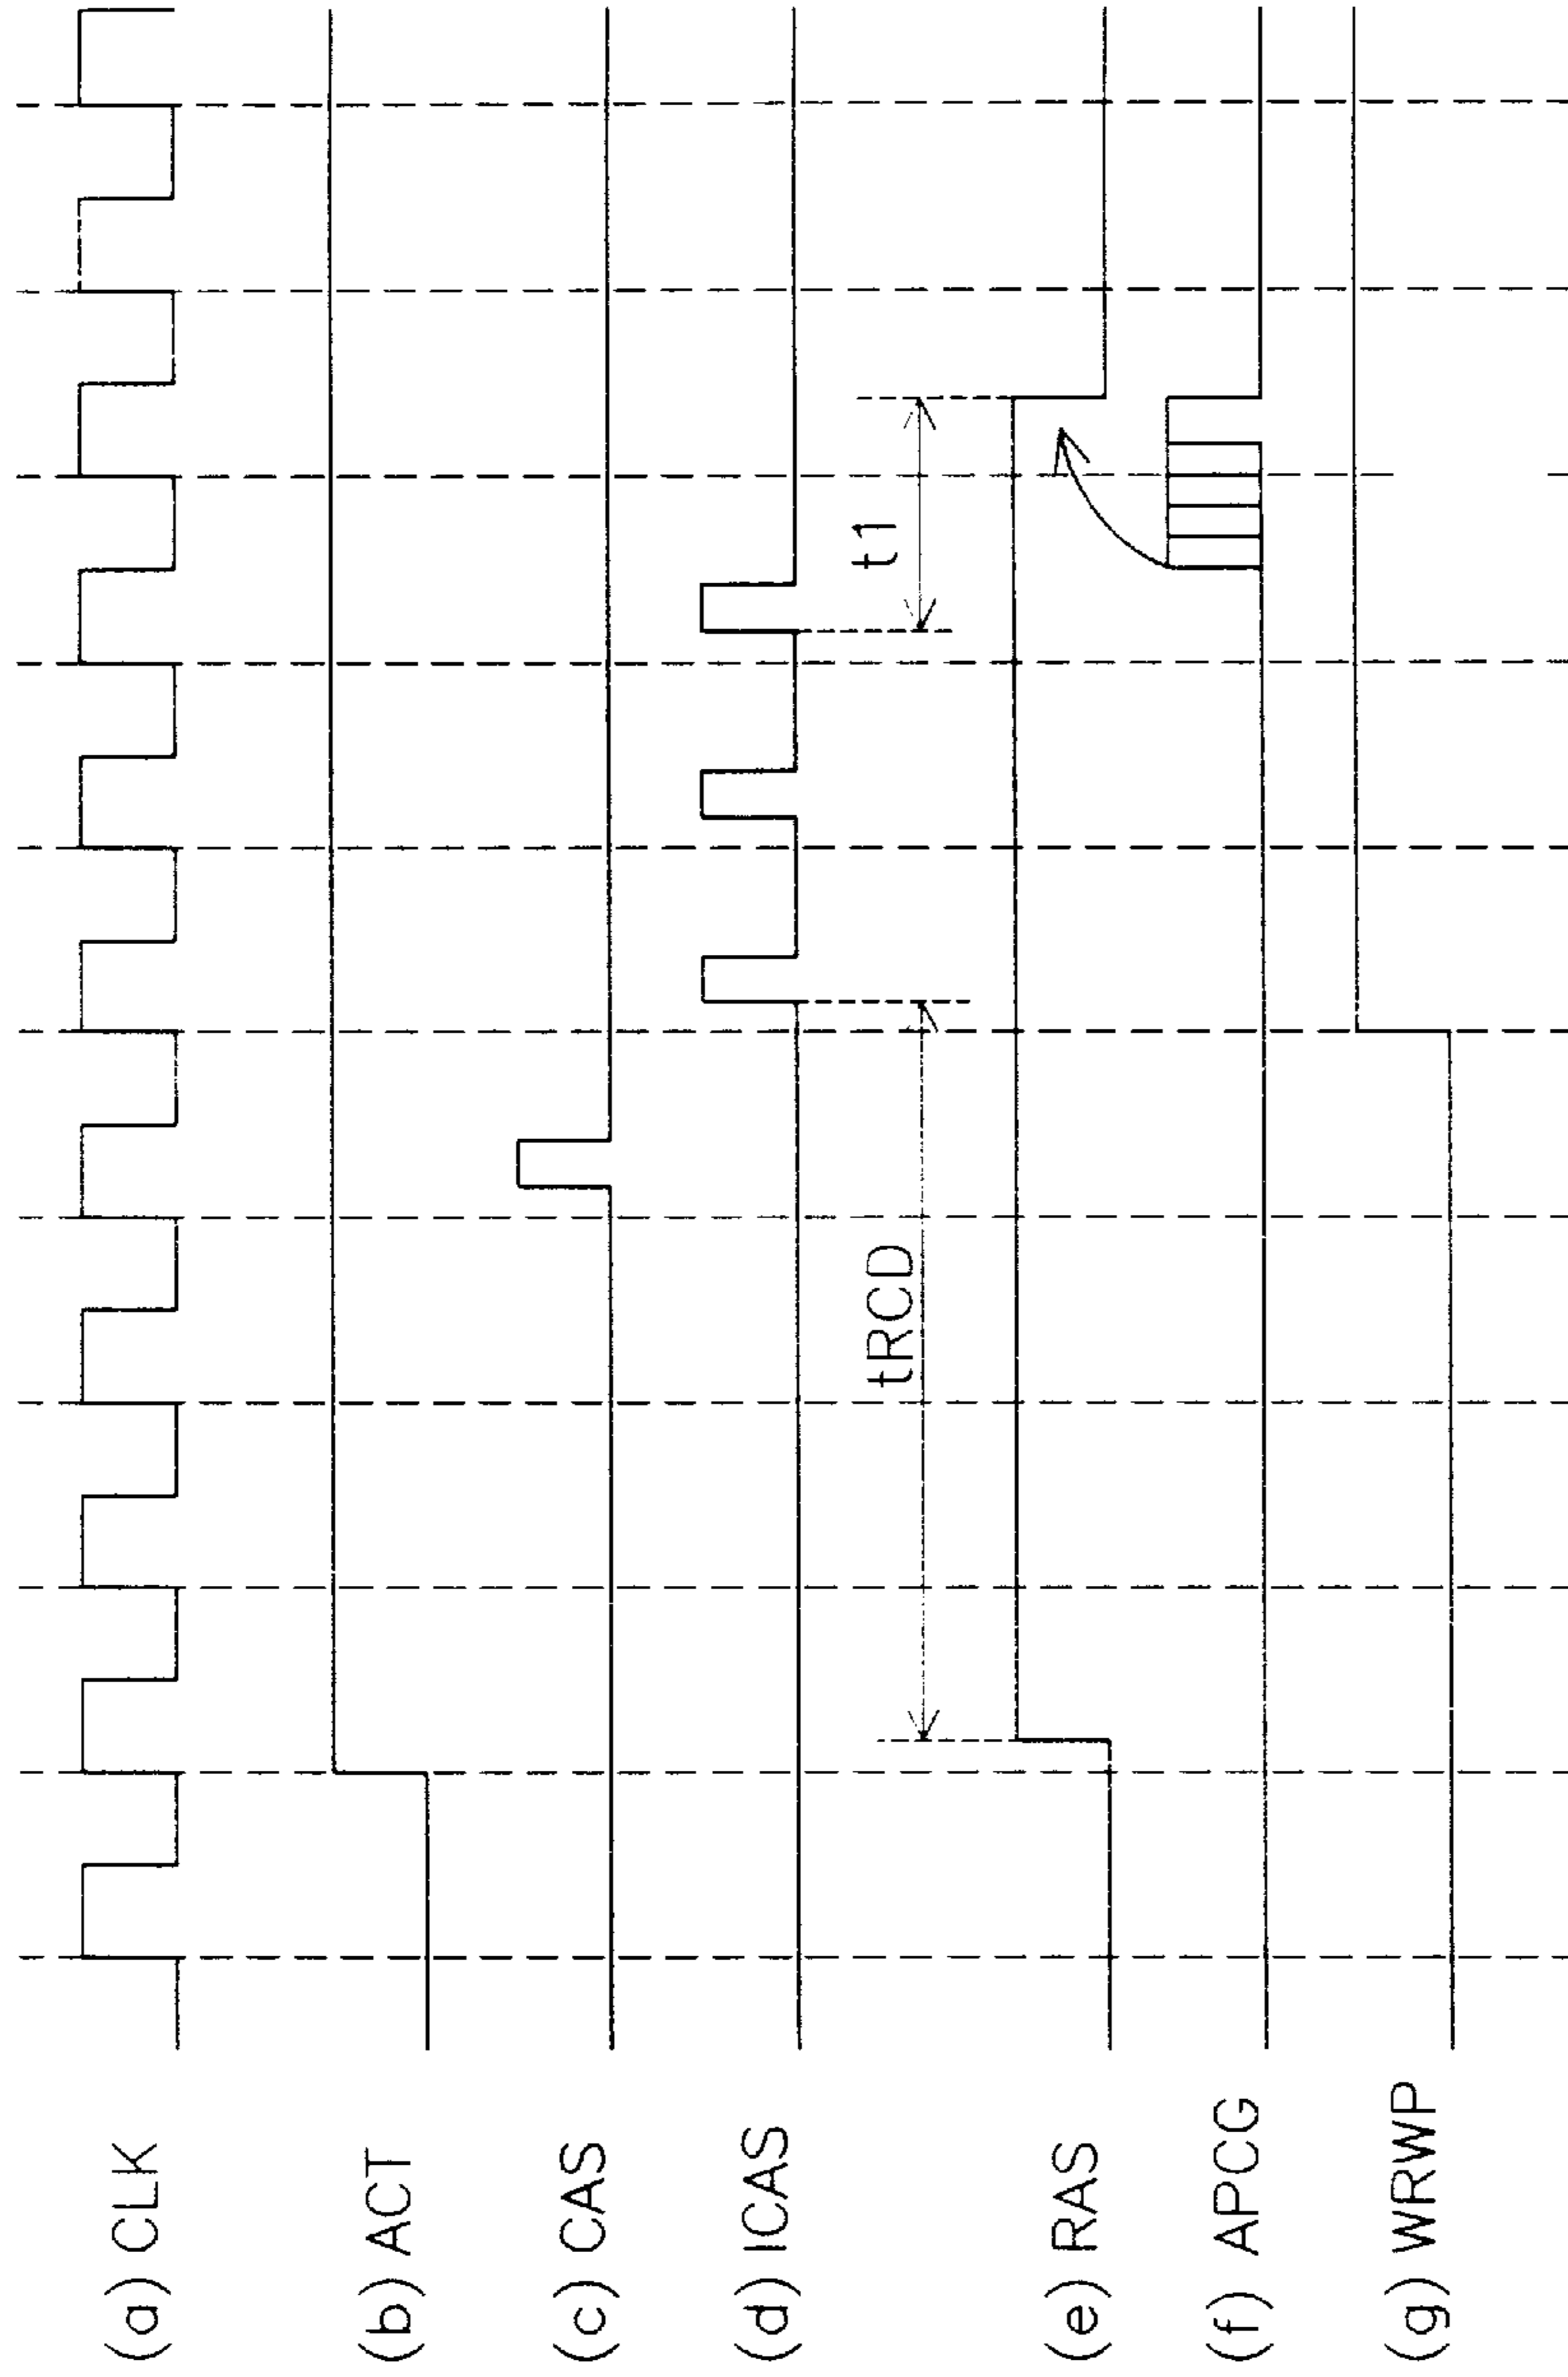 (a) CLK
(b) ACT
(c) CAS
(d) ICAS
tRCD
t1
(e) RAS
(f) APCG
(g) WRWP